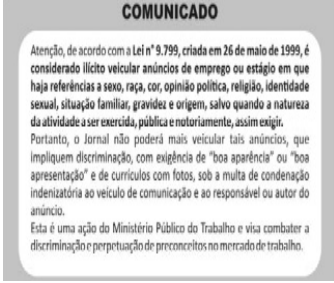 COMUNICADO
Atenção, de acordo com a Lei n° 9.799, criada em 26 de maio de 1999, é
considerado ilícito veicular anúncios de emprego ou estágio em que
haja referências a sexo, raça, cor, opinião política, religião, identidade
sexual, situação familiar, gravidez e origem, salvo quando a natureza
da atividade a ser exercida, pública e notoriamente, assim exigir.
Portanto, o Jornal não poderá mais veicular tais anúncios, que
impliquem discriminação, com exigência de "boa aparência" ou "boa
apresentação" e de currículos com fotos, sob a multa de condenação
indenizatória ao veículo de comunicação e ao responsável ou autor do
anúncio.
Esta é uma ação do Ministério Público do Trabalho e visa combater a
discriminação e perpetuação de preconceitos no mercado de trabalho.